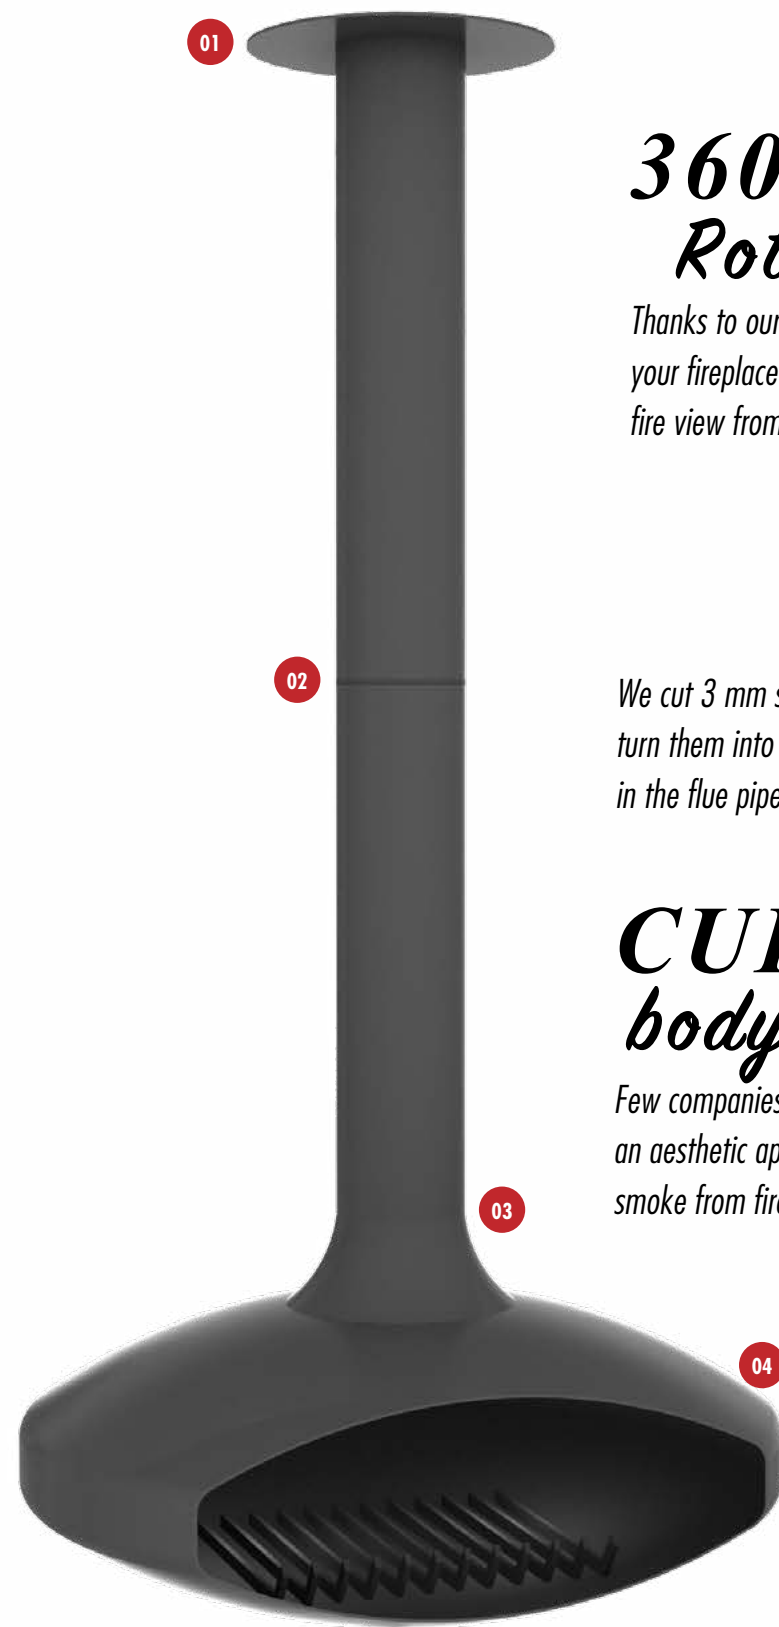 01
360
Rot
Thanks to our
your fireplace
fire view from
02
We cut 3 mm s
turn them into
in the flue pipe
CU
body
Few companies
an aesthetic ap
smoke from fire
03
04